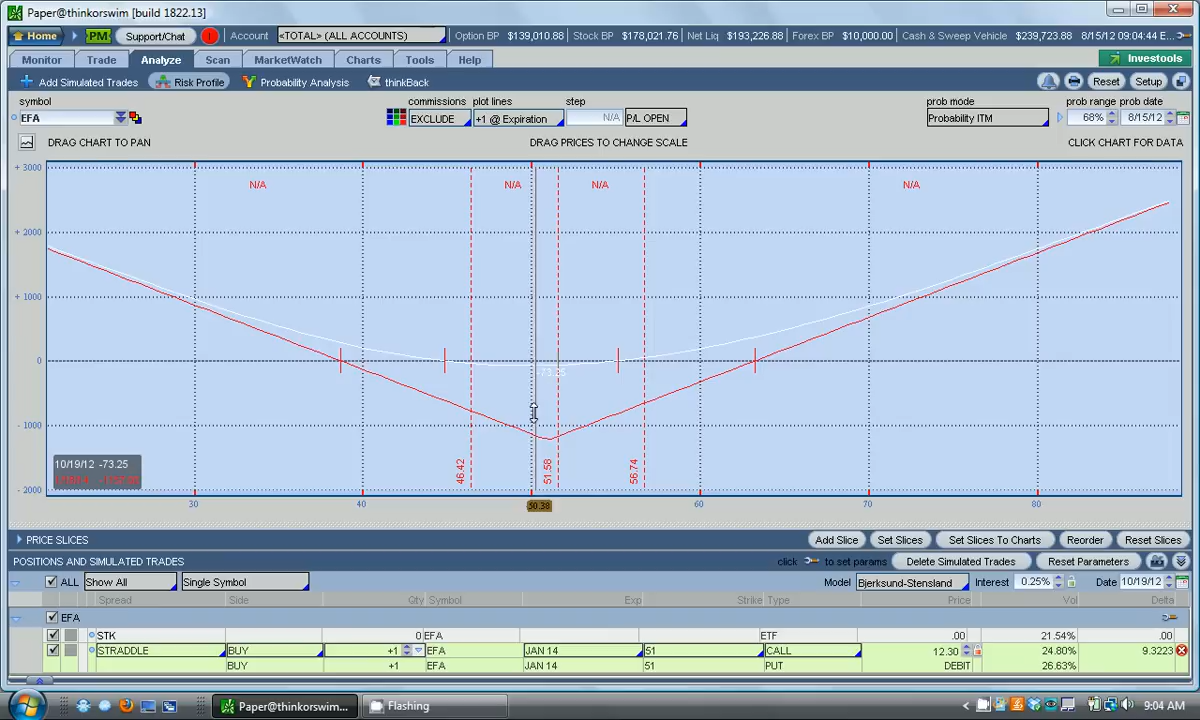 Paper@thinkorswim [build 1822.13]
Home PM Support/Chat ! Account «TOTAL» (ALL ACCOUNTS) Option BP $139,010.88 Stock BP $178,021.76 Net Liq $193,226.88 Forex BP $10,000.00 Cash & Sweep Vehicle $239,723.88 8/15/12 09:04:44 E...
Monitor Trade Analyze Scan MarketWatch Charts Tools Help Investools
Add Simulated Trades Risk Profile Probability Analysis thinkBack Reset Setup
symbol commissions plot lines step prob mode prob range prob date
EFA EXCLUDE +1 @ Expiration N/A P/L OPEN Probability ITM 68% 8/15/12
DRAG CHART TO PAN DRAG PRICES TO CHANGE SCALE CLICK CHART FOR DATA
+ 3000
N/A N/A N/A N/A
+ 2000
+ 1000
0
-73.25
- 1000
46.42 51.58 56.74
10/19/12 -73.25
- 2000
30 40 50.38 60 70 80
PRICE SLICES Add Slice Set Slices Set Slices To Charts Reorder Reset Slices
POSITIONS AND SIMULATED TRADES click to set params Delete Simulated Trades Reset Parameters
ALL Show All Single Symbol Model Bjerksund-Stensland Interest 0.25% Date 10/19/12
Spread Side Qty Symbol Exp Strike Type Price Vol Delta
EFA
STK 0 EFA ETF .00 21.54% .00
STRADDLE BUY +1 EFA JAN 14 51 CALL 12.30 24.80% 9.3223
BUY +1 EFA JAN 14 51 PUT DEBIT 26.63%
Paper@thinkorswim... Flashing 9:04 AM